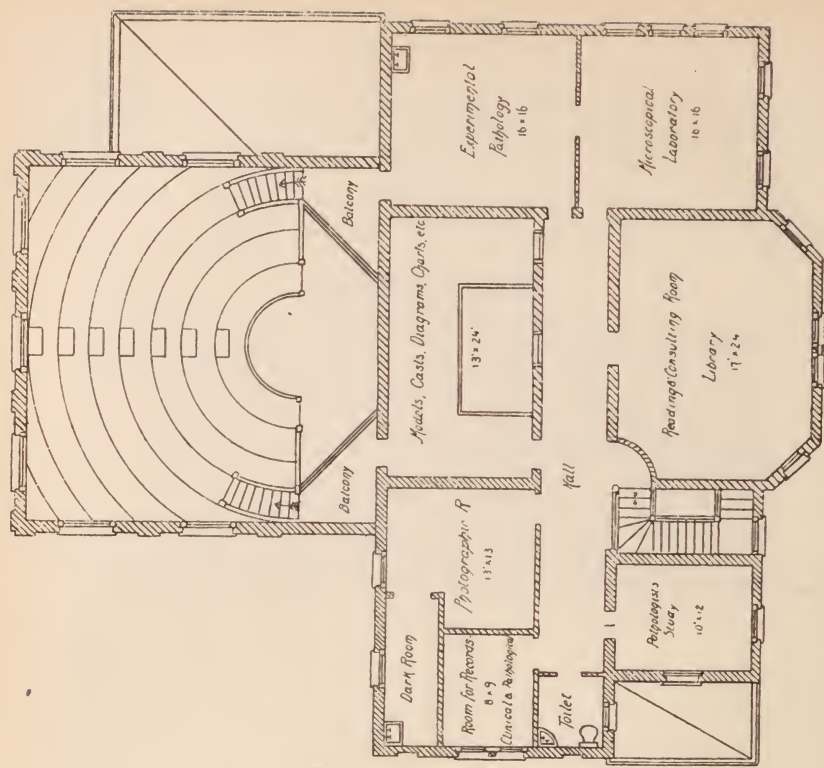 Experimental
Pathology
16 × 16
Microscopical
Laboratory
16 × 16
Balcony
Models, Casts, Diagrams, Charts, etc
13' × 24'
Reading & Consulting Room
Library
17' × 24
Balcony
Hall
Photographic R
13' × 13
Dark Room
Room for Records
8 × 9
Clinical & Pathological
Toilet
Pathologists
Study
10' × 12